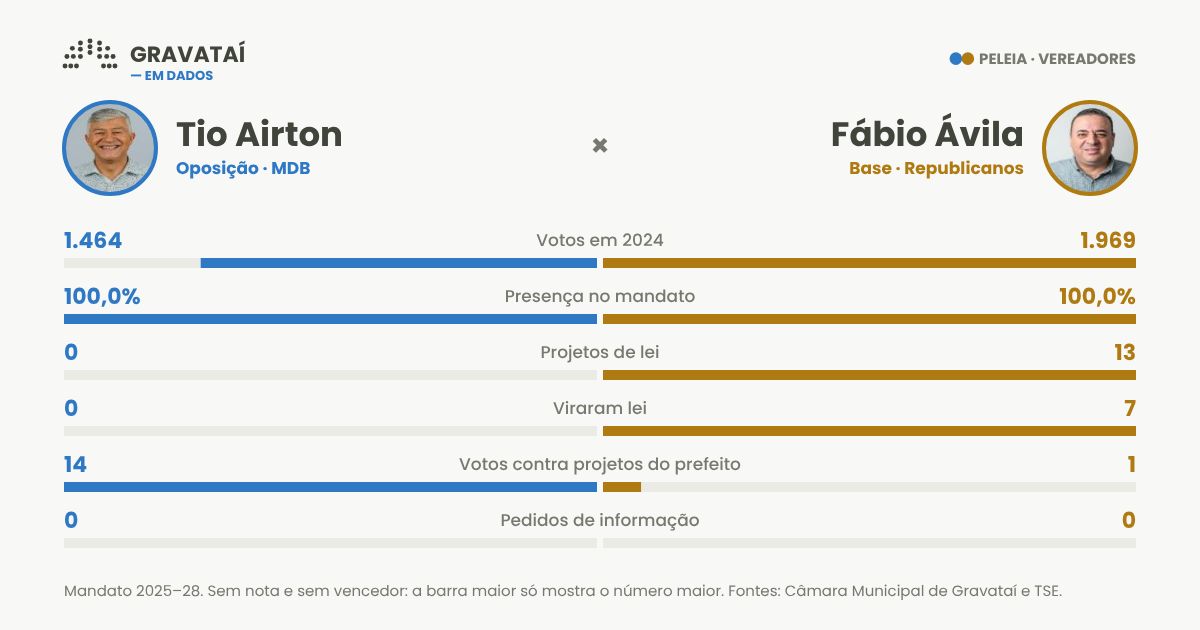 GRAVATAÍ
— EM DADOS
PELEIA · VEREADORES
Tio Airton
Oposição · MDB
×
Fábio Ávila
Base · Republicanos
1.464 Votos em 2024 1.969
100,0% Presença no mandato 100,0%
0 Projetos de lei 13
0 Viraram lei 7
14 Votos contra projetos do prefeito 1
0 Pedidos de informação 0
Mandato 2025–28. Sem nota e sem vencedor: a barra maior só mostra o número maior. Fontes: Câmara Municipal de Gravataí e TSE.